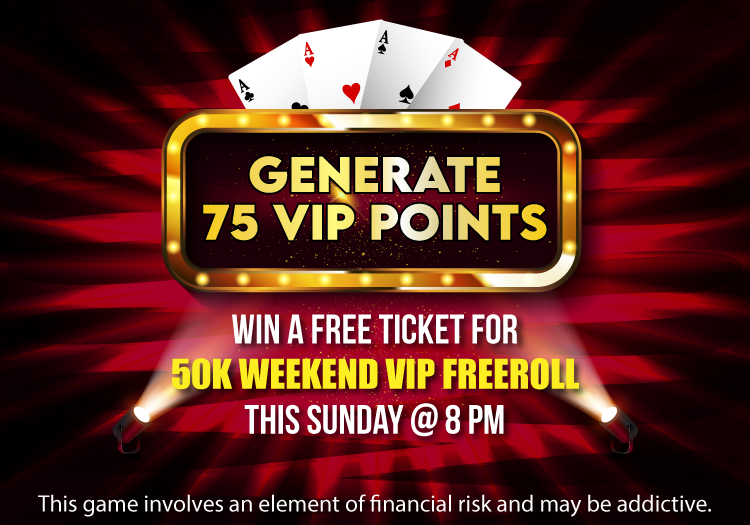 A
A
A
A
GENERATE
75 VIP POINTS
WIN A FREE TICKET FOR
50K WEEKEND VIP FREEROLL
THIS SUNDAY @ 8 PM
This game involves an element of financial risk and may be addictive.